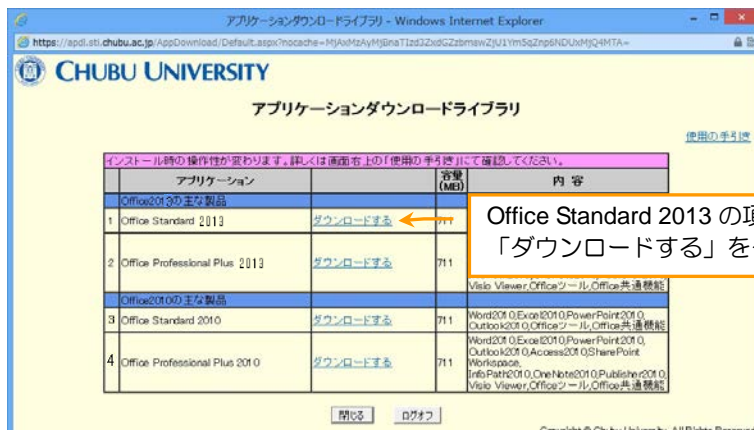 アプリケーションダウンロードライブラリ - Windows Internet Explorer
https://apdl.sti.chubu.ac.jp/AppDownload/Default.aspx?nocache=
CHUBU UNIVERSITY
アプリケーションダウンロードライブラリ
使用の手引き
インストール時の操作性が変わります。詳しくは画面右上の「使用の手引き」にて確認してください。
アプリケーション 容量(MB) 内容
Office2013の主な製品
1 Office Standard 2013 ダウンロードする 711
Office Standard 2013 の項
「ダウンロードする」を
2 Office Professional Plus 2013 ダウンロードする 711
Visio Viewer,Officeツール,Office共通機能
Office2010の主な製品
3 Office Standard 2010 ダウンロードする 711
Word2010,Excel2010,PowerPoint2010,
Outlook2010,Officeツール,Office共通機能
4 Office Professional Plus 2010 ダウンロードする 711
Word2010,Excel2010,PowerPoint2010,
Outlook2010,Access2010,SharePoint
Workspace,
InfoPath2010,OneNote2010,Publisher2010,
Visio Viewer,Officeツール,Office共通機能
閉じる ログオフ
Copyright © Chubu University. All Rights Reserved